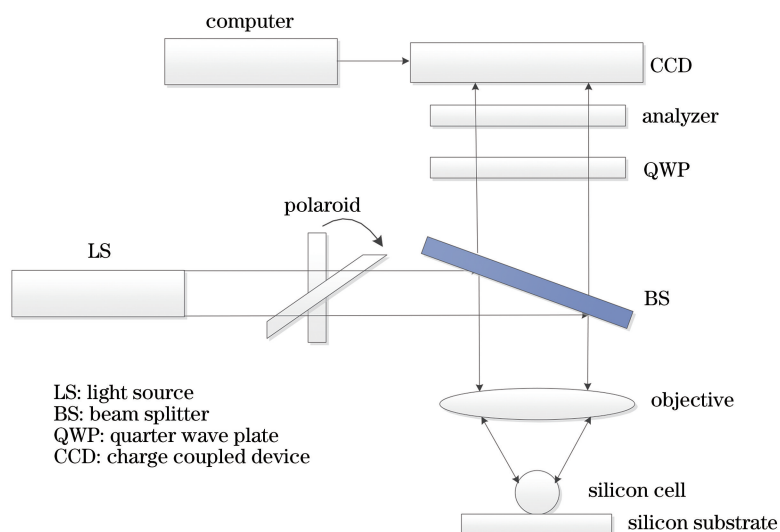 computer
CCD
analyzer
QWP
polaroid
LS
BS
LS: light source
BS: beam splitter
QWP: quarter wave plate
CCD: charge coupled device
objective
silicon cell
silicon substrate